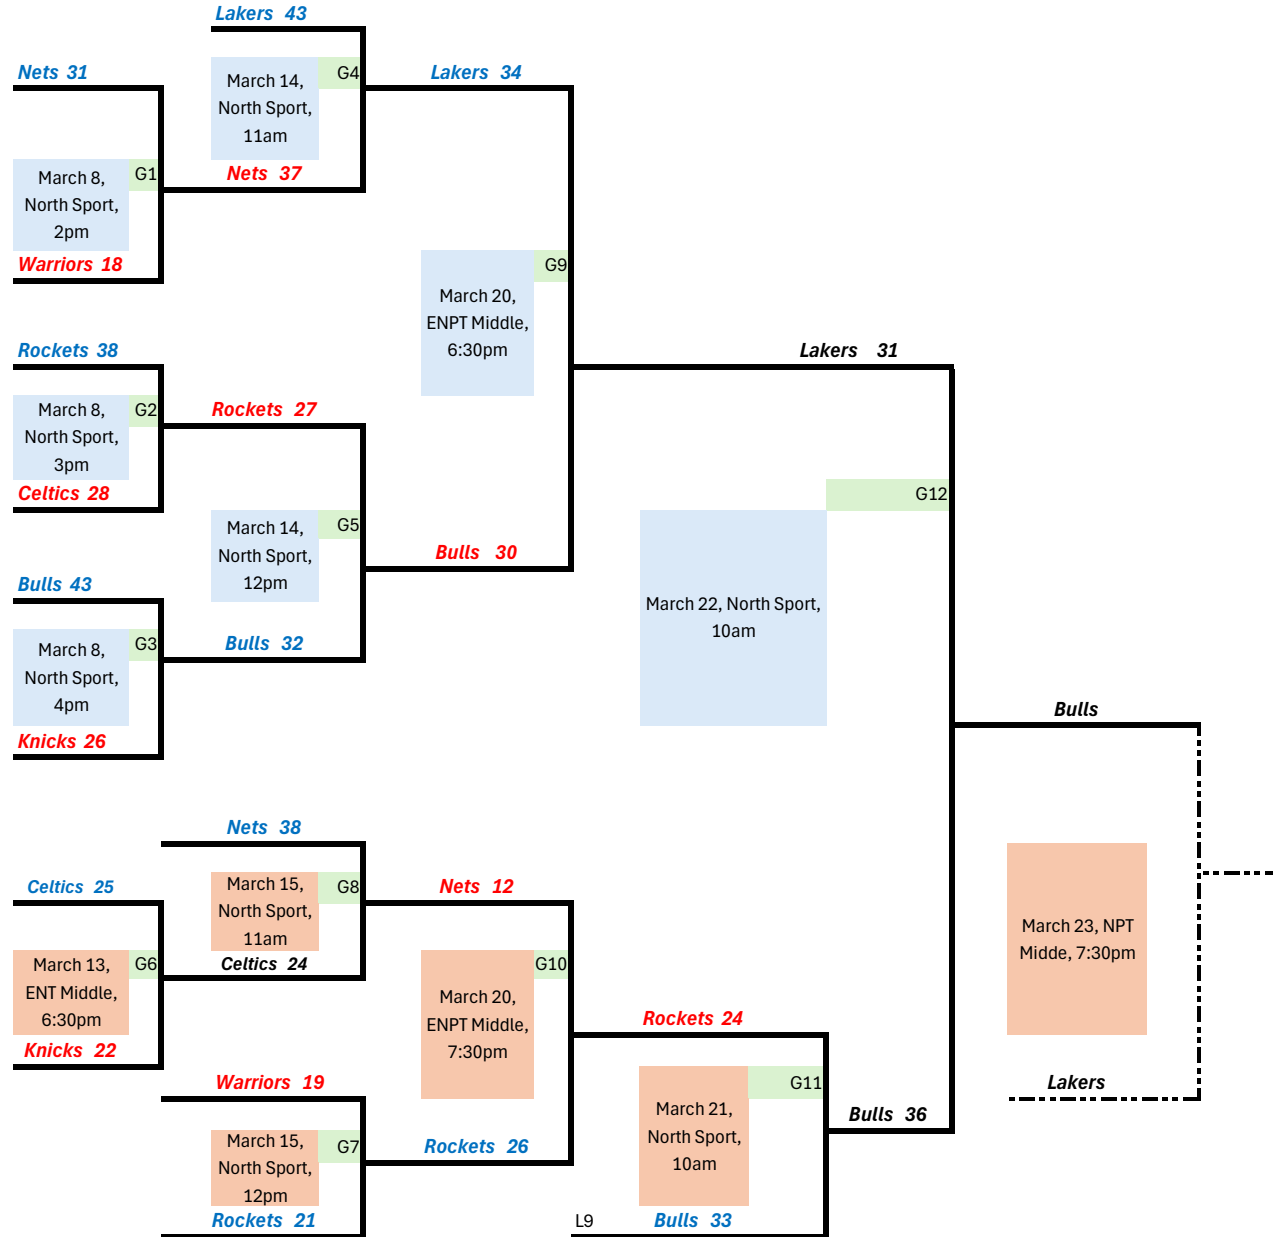 Lakers 43
Nets 31
March 14,
North Sport,
11am
G4
Lakers 34
Nets 37
March 8,
North Sport,
2pm
G1
Warriors 18
March 20,
ENPT Middle,
6:30pm
G9
Rockets 38
Lakers 31
March 8,
North Sport,
3pm
G2
Rockets 27
Celtics 28
G12
March 14,
North Sport,
12pm
G5
Bulls 30
Bulls 43
March 22, North Sport,
10am
March 8,
North Sport,
4pm
G3
Bulls 32
Knicks 26
Bulls
Nets 38
Celtics 25
March 15,
North Sport,
11am
G8
Nets 12
Celtics 24
March 13,
ENT Middle,
6:30pm
G6
Knicks 22
March 20,
ENPT Middle,
7:30pm
G10
March 23, NPT
Midde, 7:30pm
Rockets 24
Warriors 19
Lakers
March 21,
North Sport,
10am
G11
Bulls 36
March 15,
North Sport,
12pm
G7
Rockets 26
Rockets 21
L9
Bulls 33